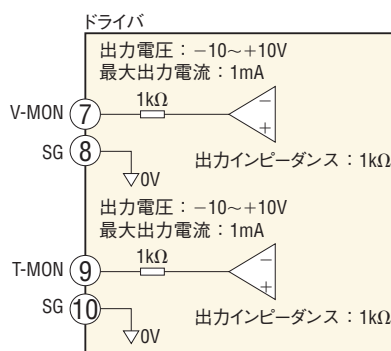 ドライバ
出力電圧：−10〜+10V
最大出力電流：1mA
1kΩ
V-MON 7
−
+
SG 8
出力インピーダンス：1kΩ
0V
出力電圧：−10〜+10V
最大出力電流：1mA
1kΩ
T-MON 9
−
+
SG 10
出力インピーダンス：1kΩ
0V